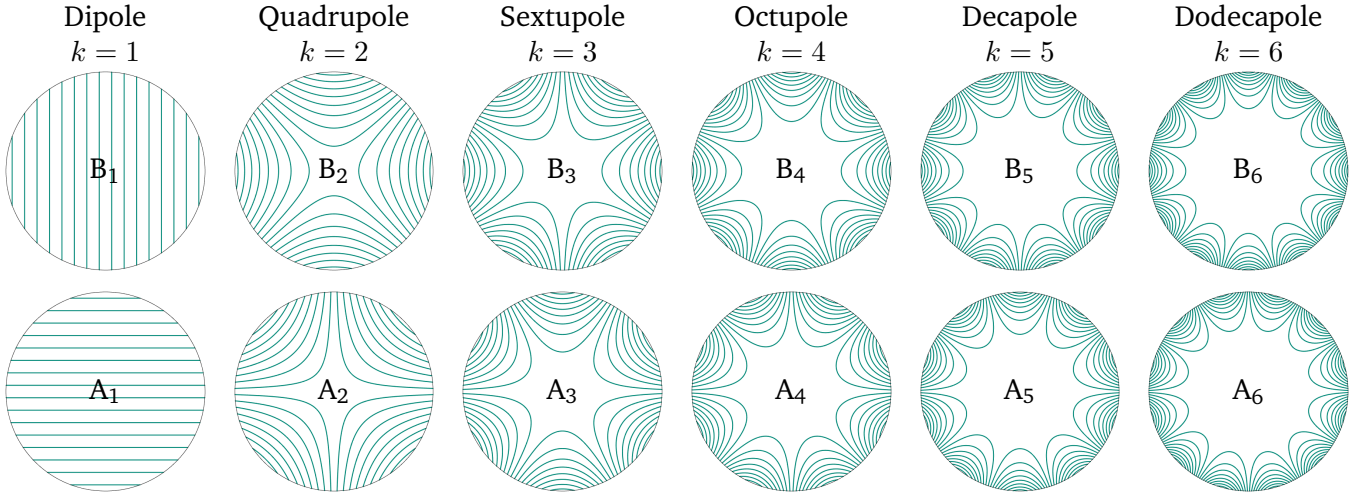 Dipole Quadrupole Sextupole Octupole Decapole Dodecapole
k = 1 k = 2 k = 3 k = 4 k = 5 k = 6
B₁ B₂ B₃ B₄ B₅ B₆
A₁ A₂ A₃ A₄ A₅ A₆